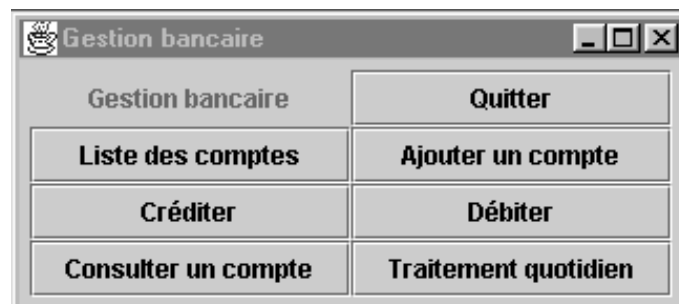 Gestion bancaire
Gestion bancaire
Quitter
Liste des comptes
Ajouter un compte
Créditer
Débiter
Consulter un compte
Traitement quotidien